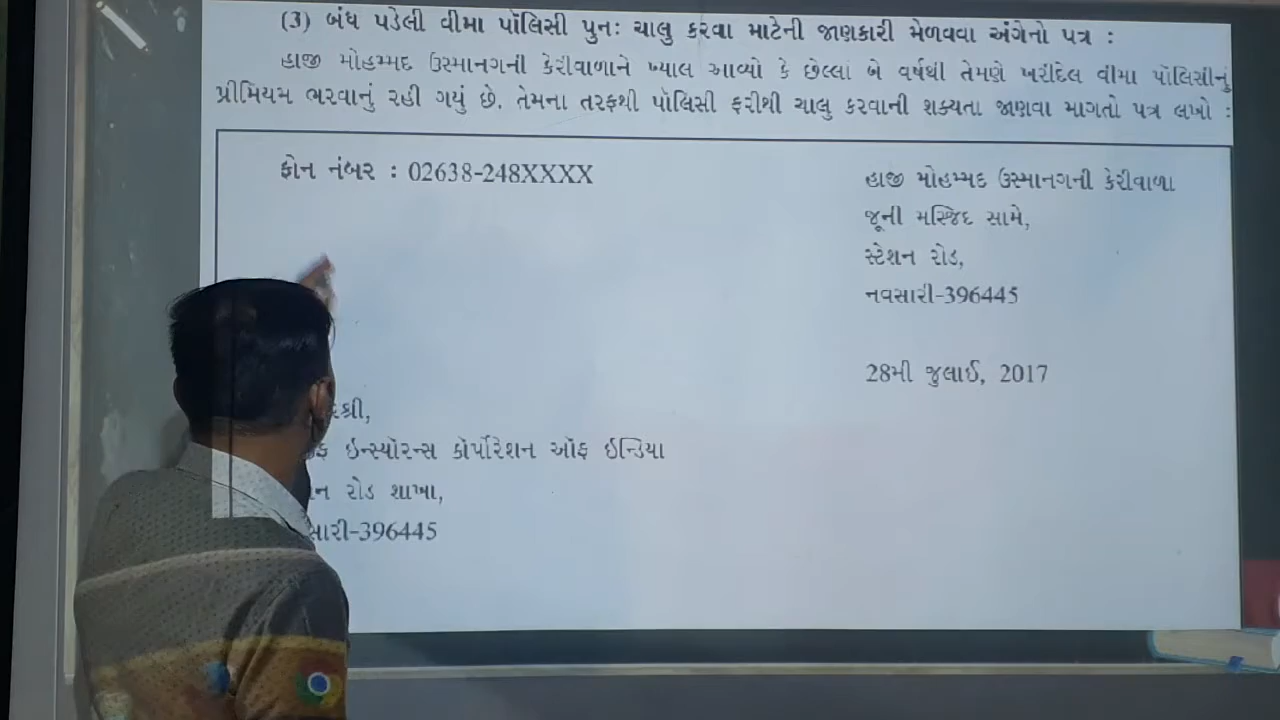 (3) બંધ પડેલી વીમા પૉલિસી પુનઃ ચાલુ કરવા માટેની જાણકારી મેળવવા અંગેનો પત્ર :
હાજી મોહમ્મદ ઉસ્માનગની કેરીવાળાને ખ્યાલ આવ્યો કે છેલ્લાં બે વર્ષથી તેમણે ખરીદેલ વીમા પૉલિસીનું
પ્રીમિયમ ભરવાનું રહી ગયું છે. તેમના તરફથી પૉલિસી ફરીથી ચાલુ કરવાની શક્યતા જાણવા માગતો પત્ર લખો :
ફોન નંબર : 02638-248XXXX
હાજી મોહમ્મદ ઉસ્માનગની કેરીવાળા
જૂની મસ્જિદ સામે,
સ્ટેશન રોડ,
નવસારી-396445
28મી જુલાઈ, 2017
શ્રી,
ઇન્સ્યૉરન્સ કૉર્પોરેશન ઑફ ઇન્ડિયા
રોડ શાખા,
સારી-396445